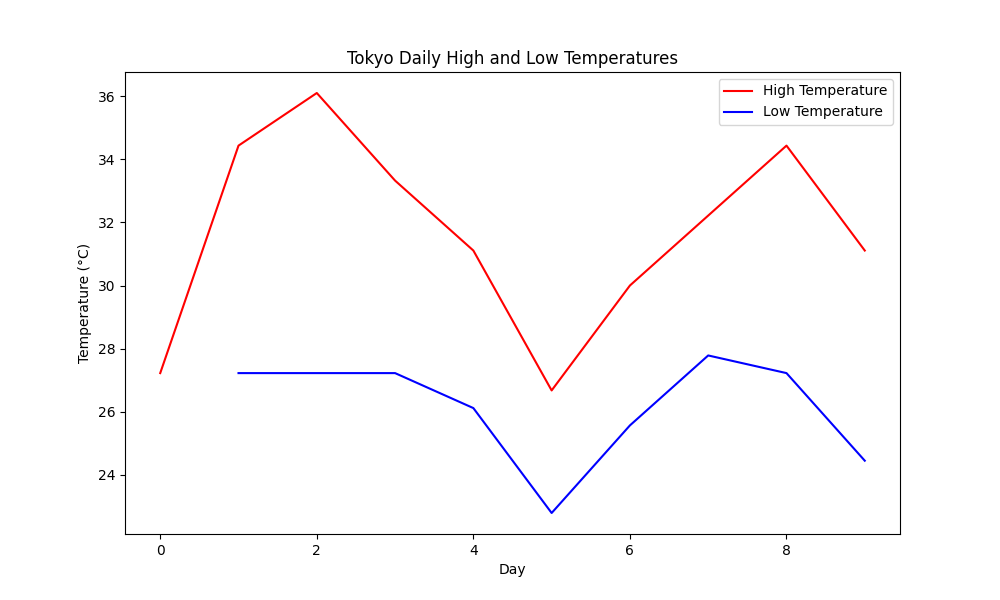 Tokyo Daily High and Low Temperatures
High Temperature
Low Temperature
Temperature (°C)
36
34
32
30
28
26
24
0 2 4 6 8
Day